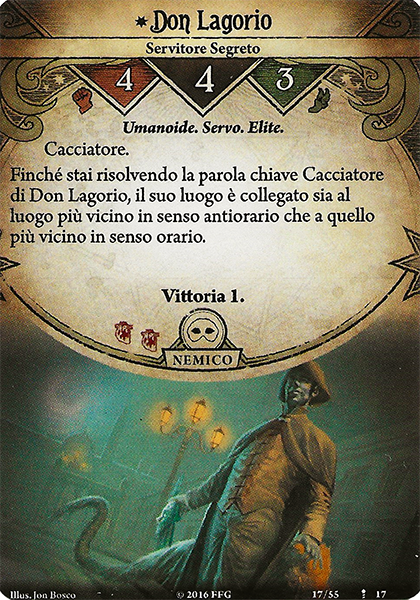 Don Lagorio
Servitore Segreto
4 4 3
Umanoide. Servo. Elite.
Cacciatore.
Finché stai risolvendo la parola chiave Cacciatore
di Don Lagorio, il suo luogo è collegato sia al
luogo più vicino in senso antiorario che a quello
più vicino in senso orario.
Vittoria 1.
NEMICO
Illus. Jon Bosco © 2016 FFG 17/55 17